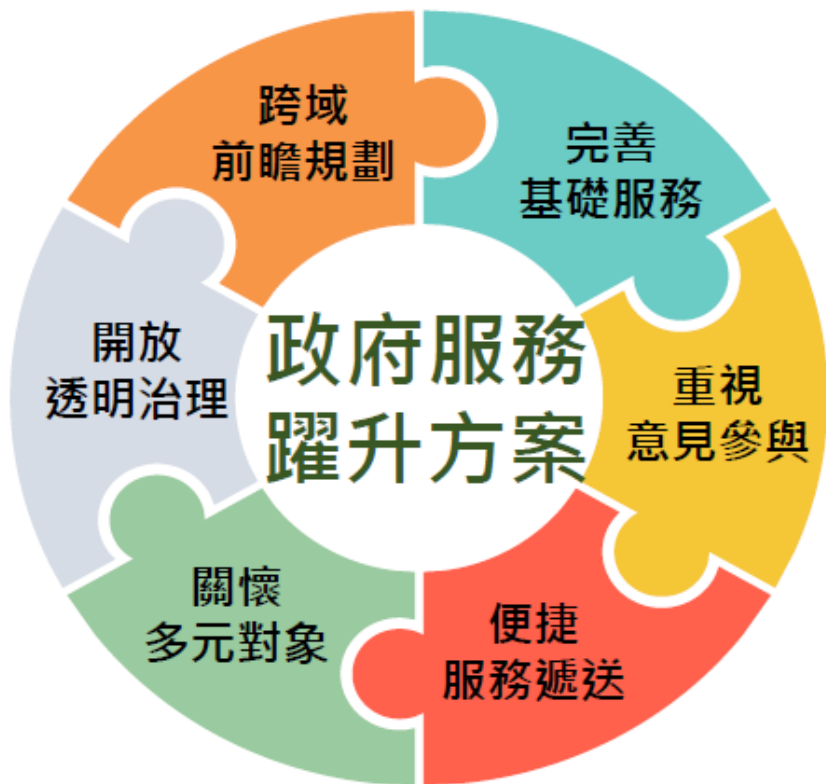 跨域
前瞻規劃
完善
基礎服務
開放
透明治理
政府服務
躍升方案
重視
意見參與
關懷
多元對象
便捷
服務遞送